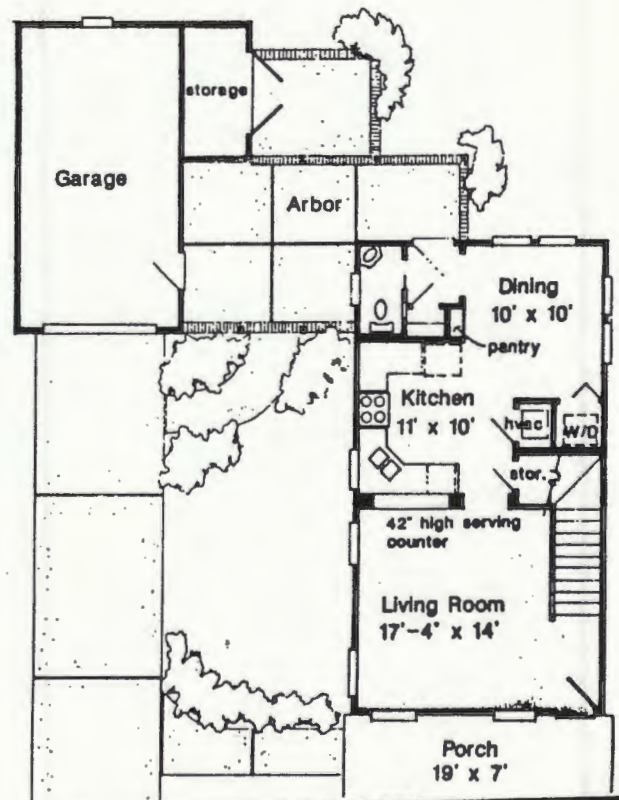 storage
Garage
Arbor
Dining
10' x 10'
pantry
Kitchen
11' x 10'
hvac
W/D
stor.
42" high serving
counter
Living Room
17'-4" x 14'
Porch
19' x 7'